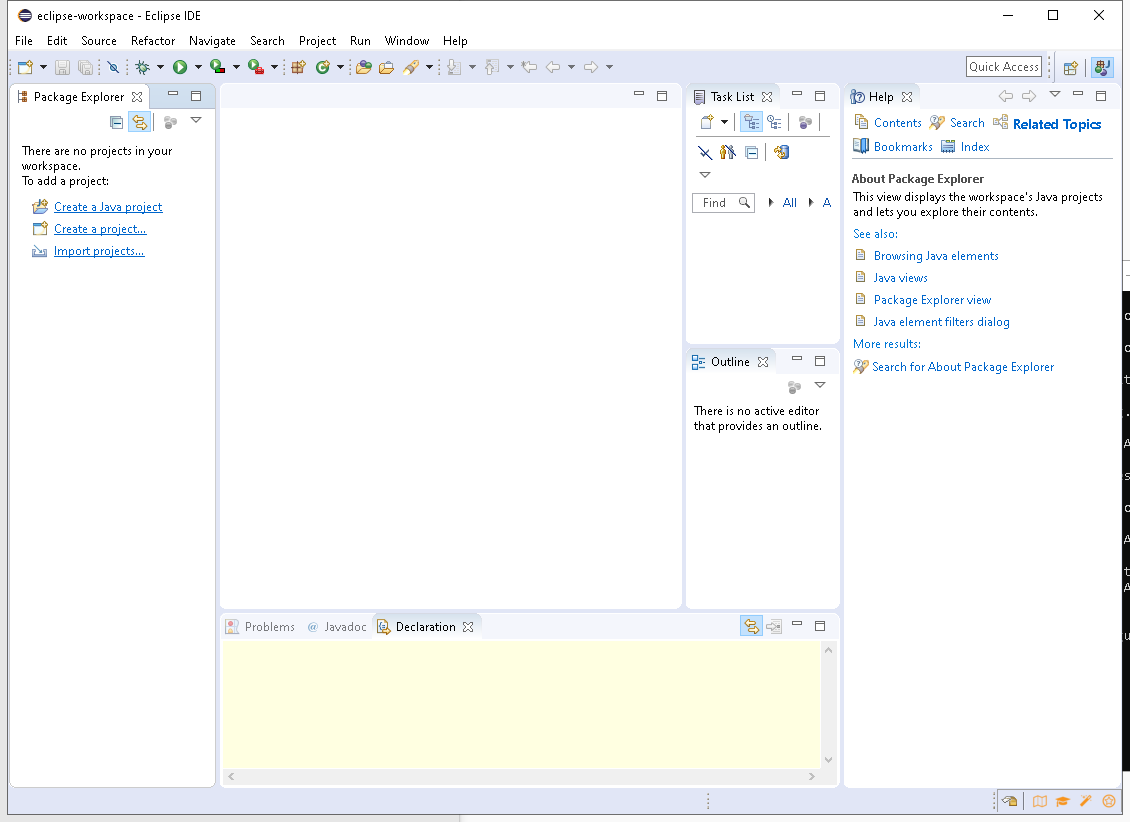 eclipse-workspace - Eclipse IDE
File Edit Source Refactor Navigate Search Project Run Window Help
Quick Access
Package Explorer
There are no projects in your
workspace.
To add a project:
Create a Java project
Create a project...
Import projects...
Task List
Find All A
Outline
There is no active editor
that provides an outline.
Help
Contents Search Related Topics
Bookmarks Index
About Package Explorer
This view displays the workspace's Java projects
and lets you explore their contents.
See also:
Browsing Java elements
Java views
Package Explorer view
Java element filters dialog
More results:
Search for About Package Explorer
Problems @ Javadoc Declaration